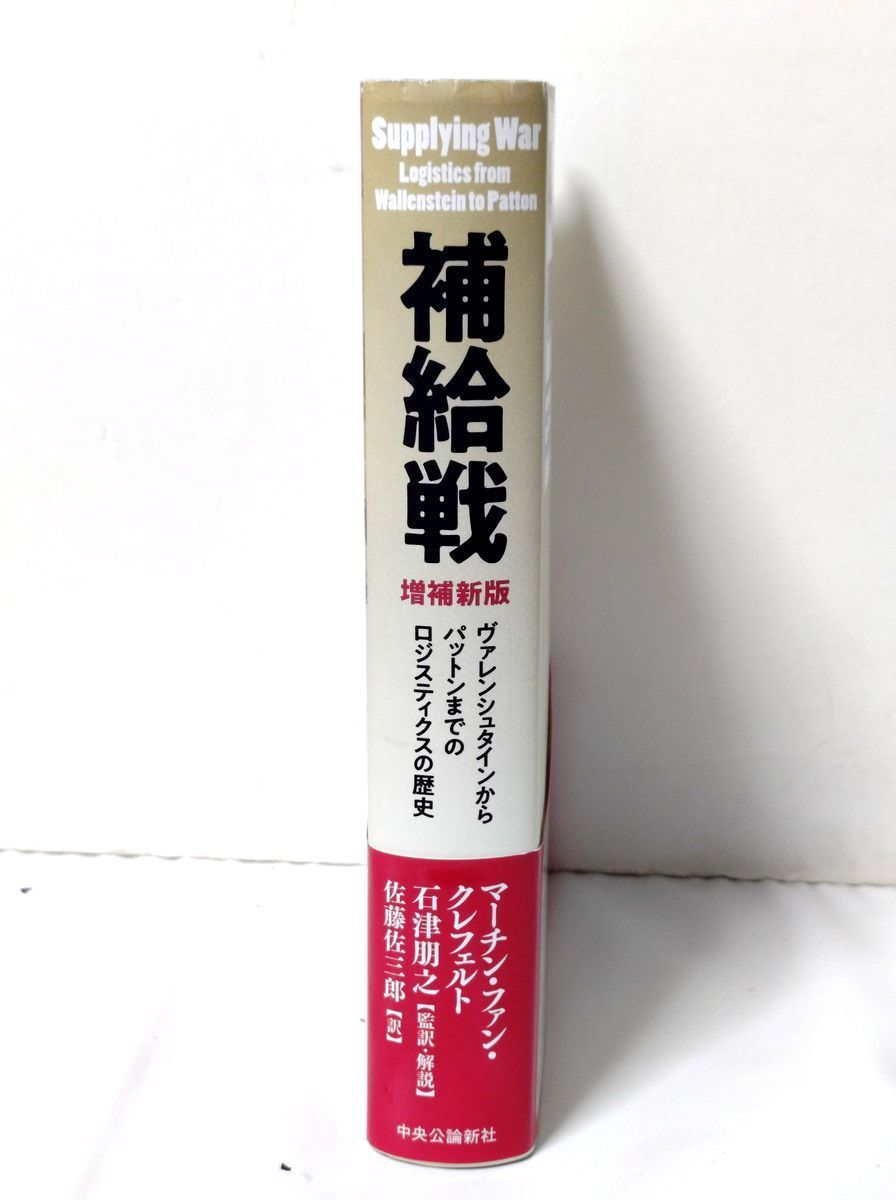 Supplying War
Logistics from
Wallenstein to Patton
補給戦
増補新版
ヴァレンシュタインから
パットンまでの
ロジスティクスの歴史
マーチン・ファン・
クレフェルト
石津朋之【監訳・解説】
佐藤佐三郎【訳】
中央公論新社